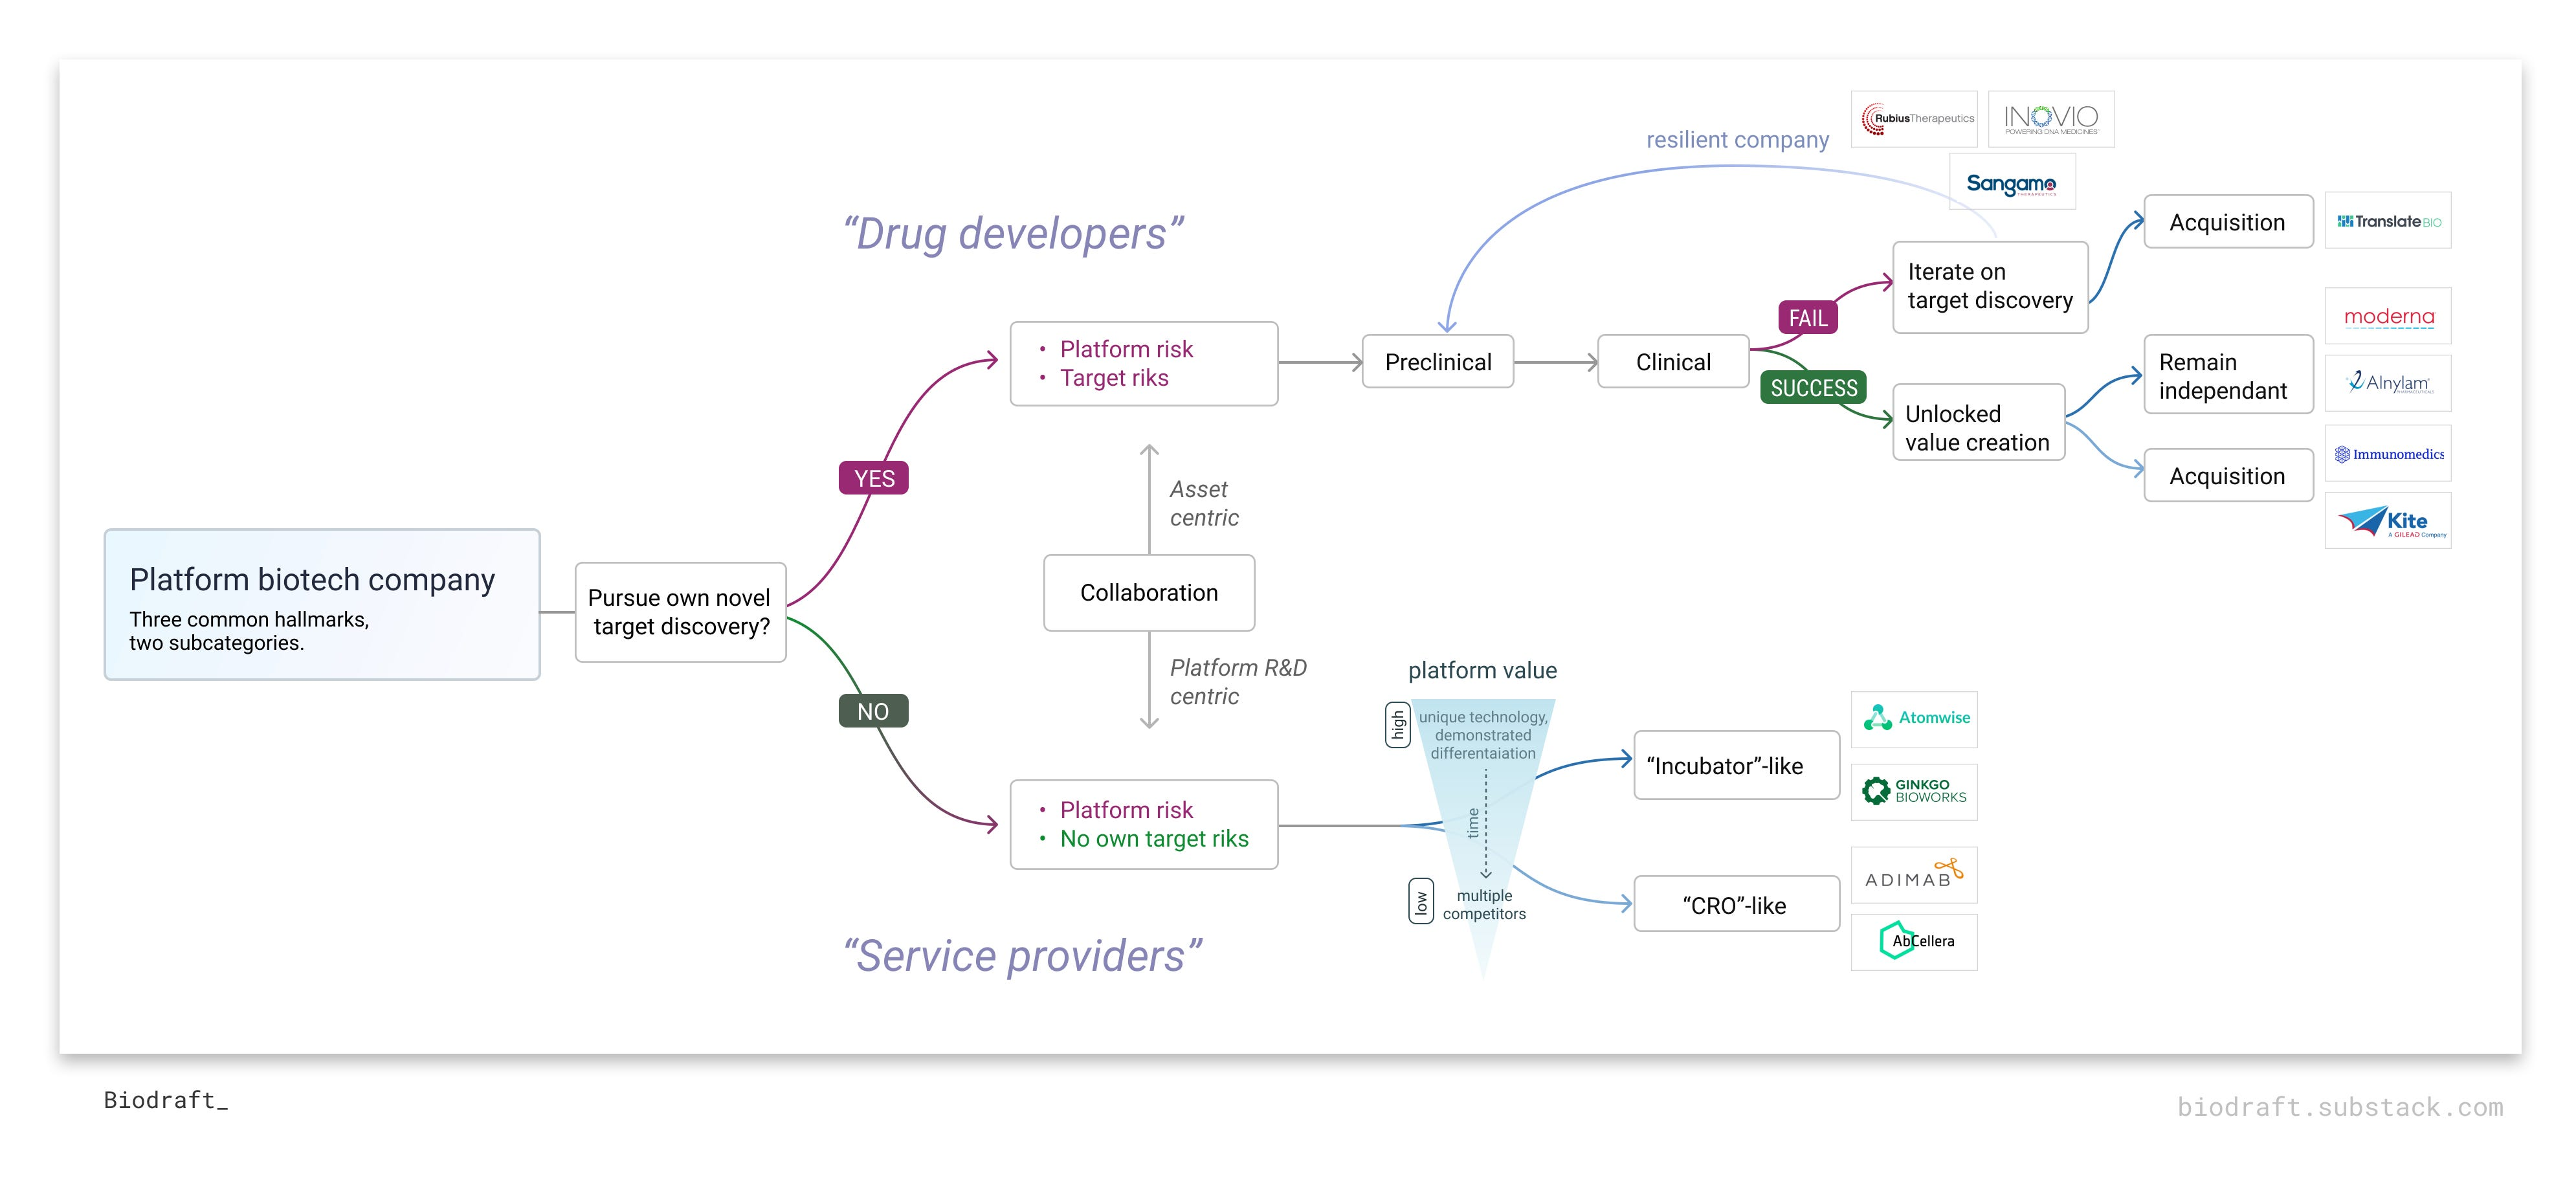 RubiusTherapeutics
INOVIO
POWERING DNA MEDICINES
resilient company
Sangamo
THERAPEUTICS
"Drug developers"
Acquisition
Translate BIO
Iterate on
target discovery
FAIL
moderna
• Platform risk
• Target riks
Preclinical
Clinical
SUCCESS
Remain
independant
Alnylam
PHARMACEUTICALS
Unlocked
value creation
Immunomedics
Acquisition
YES
Asset
centric
Kite
A GILEAD Company
Platform biotech company
Three common hallmarks,
two subcategories.
Pursue own novel
target discovery?
Collaboration
Platform R&D
centric
NO
platform value
high
unique technology,
demonstrated
differentaiation
time
low
multiple
competitors
"Incubator"-like
Atomwise
GINKGO
BIOWORKS
• Platform risk
• No own target riks
"CRO"-like
ADIMAB
AbCellera
"Service providers"
Biodraft_
biodraft.substack.com